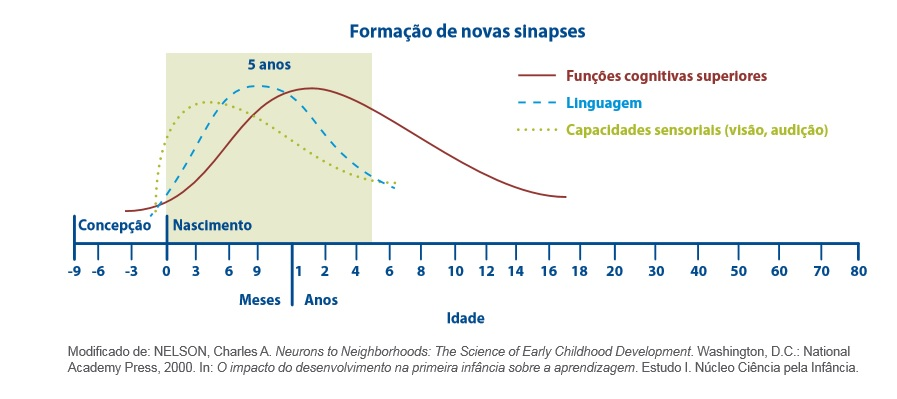 Formação de novas sinapses
5 anos
Funções cognitivas superiores
Linguagem
Capacidades sensoriais (visão, audição)
Concepção Nascimento
-9 -6 -3 0 3 6 9 1 2 4 6 8 10 12 14 16 18 20 30 40 50 60 70 80
Meses Anos
Idade
Modificado de: NELSON, Charles A. Neurons to Neighborhoods: The Science of Early Childhood Development. Washington, D.C.: National
Academy Press, 2000. In: O impacto do desenvolvimento na primeira infância sobre a aprendizagem. Estudo I. Núcleo Ciência pela Infância.